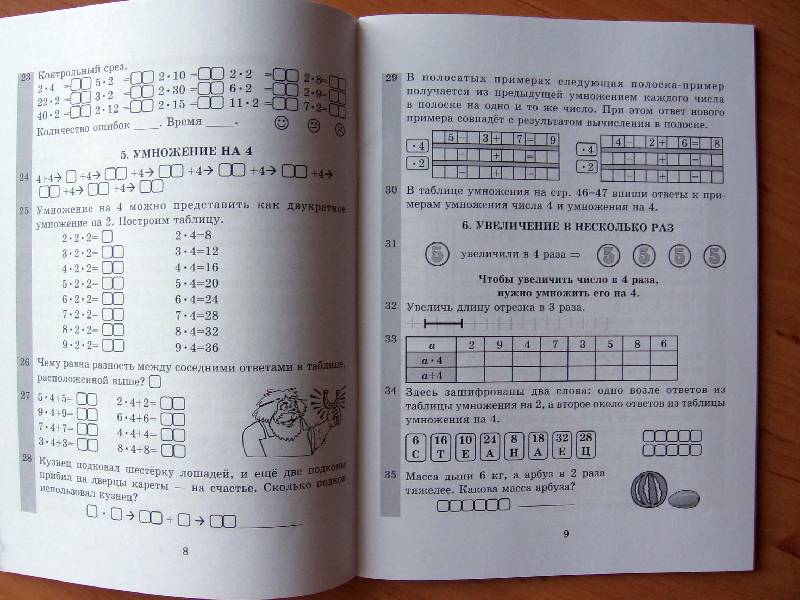 23 Контрольный срез.
2·4 = 5·2 = 2·10 = 2·2 = 2·8=
22·2 = 3·2 = 2·30 = 6·2 = 2·9=
40·2 = 2·12 = 2·15 = 11·2 = 7·2=
Количество ошибок ____. Время ____.
5. УМНОЖЕНИЕ НА 4
24 4+4→ +4→ +4→ +4→ +4→ +4→
+4→ +4→
25 Умножение на 4 можно представить как двукратное
умножение на 2. Построим таблицу.
2·2·2= 2·4=8
3·2·2= 3·4=12
4·2·2= 4·4=16
5·2·2= 5·4=20
6·2·2= 6·4=24
7·2·2= 7·4=28
8·2·2= 8·4=32
9·2·2= 9·4=36
26 Чему равна разность между соседними ответами в таблице,
расположенной выше?
27 5·4+5= 2·4+2=
9·4+9= 6·4+6=
7·4+7= 4·4+4=
3·4+3= 8·4+8=
28 Кузнец подковал шестёрку лошадей, и ещё две подковы
прибил на дверцы кареты — на счастье. Сколько подков
использовал кузнец?
· → + →
8
29 В полосатых примерах следующая полоска-пример
получается из предыдущей умножением каждого числа
в полоске на одно и то же число. При этом ответ нового
примера совпадёт с результатом вычисления в полоске.
5 − 3 + 7 = 9 4 − 2 + 6 = 8
·4 − + = ·4 − + =
·2 − + = ·2 − + =
30 В таблице умножения на стр. 46–47 впиши ответы к при-
мерам умножения числа 4 и умножения на 4.
6. УВЕЛИЧЕНИЕ В НЕСКОЛЬКО РАЗ
31 5 увеличили в 4 раза ⇒ 5 5 5 5
Чтобы увеличить число в 4 раза,
нужно умножить его на 4.
32 Увеличь длину отрезка в 3 раза.
33 a 2 9 4 7 3 5 8 6
a·4
a+4
34 Здесь зашифрованы два слова: одно возле ответов из
таблицы умножения на 2, а второе около ответов из таблицы
умножения на 4.
6 16 10 24 8 18 32 28
С Т Е А Н А Е Ц
35 Масса дыни 6 кг, а арбуз в 2 раза
тяжелее. Какова масса арбуза?
9